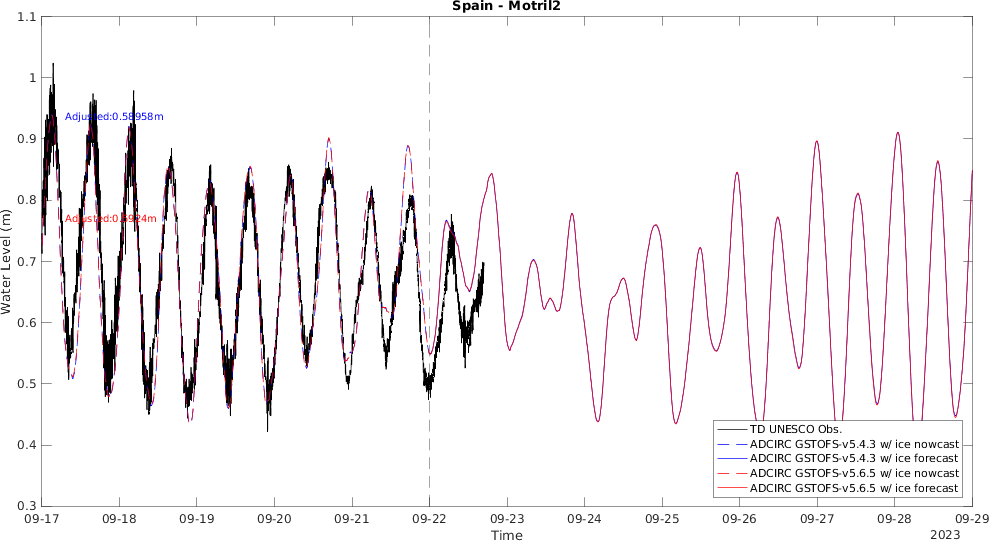 Spain - Motril2
1.1
1
0.9
0.8
0.7
0.6
0.5
0.4
0.3
Water Level (m)
Adjusted:0.58958m
09-17
09-18
09-19
09-20
09-21
09-22
09-23
09-24
09-25
09-26
09-27
09-28
09-29
Time
2023
TD UNESCO Obs.
ADCIRC GSTOFS-v5.4.3 w/ ice nowcast
ADCIRC GSTOFS-v5.4.3 w/ ice forecast
ADCIRC GSTOFS-v5.6.5 w/ ice nowcast
ADCIRC GSTOFS-v5.6.5 w/ ice forecast